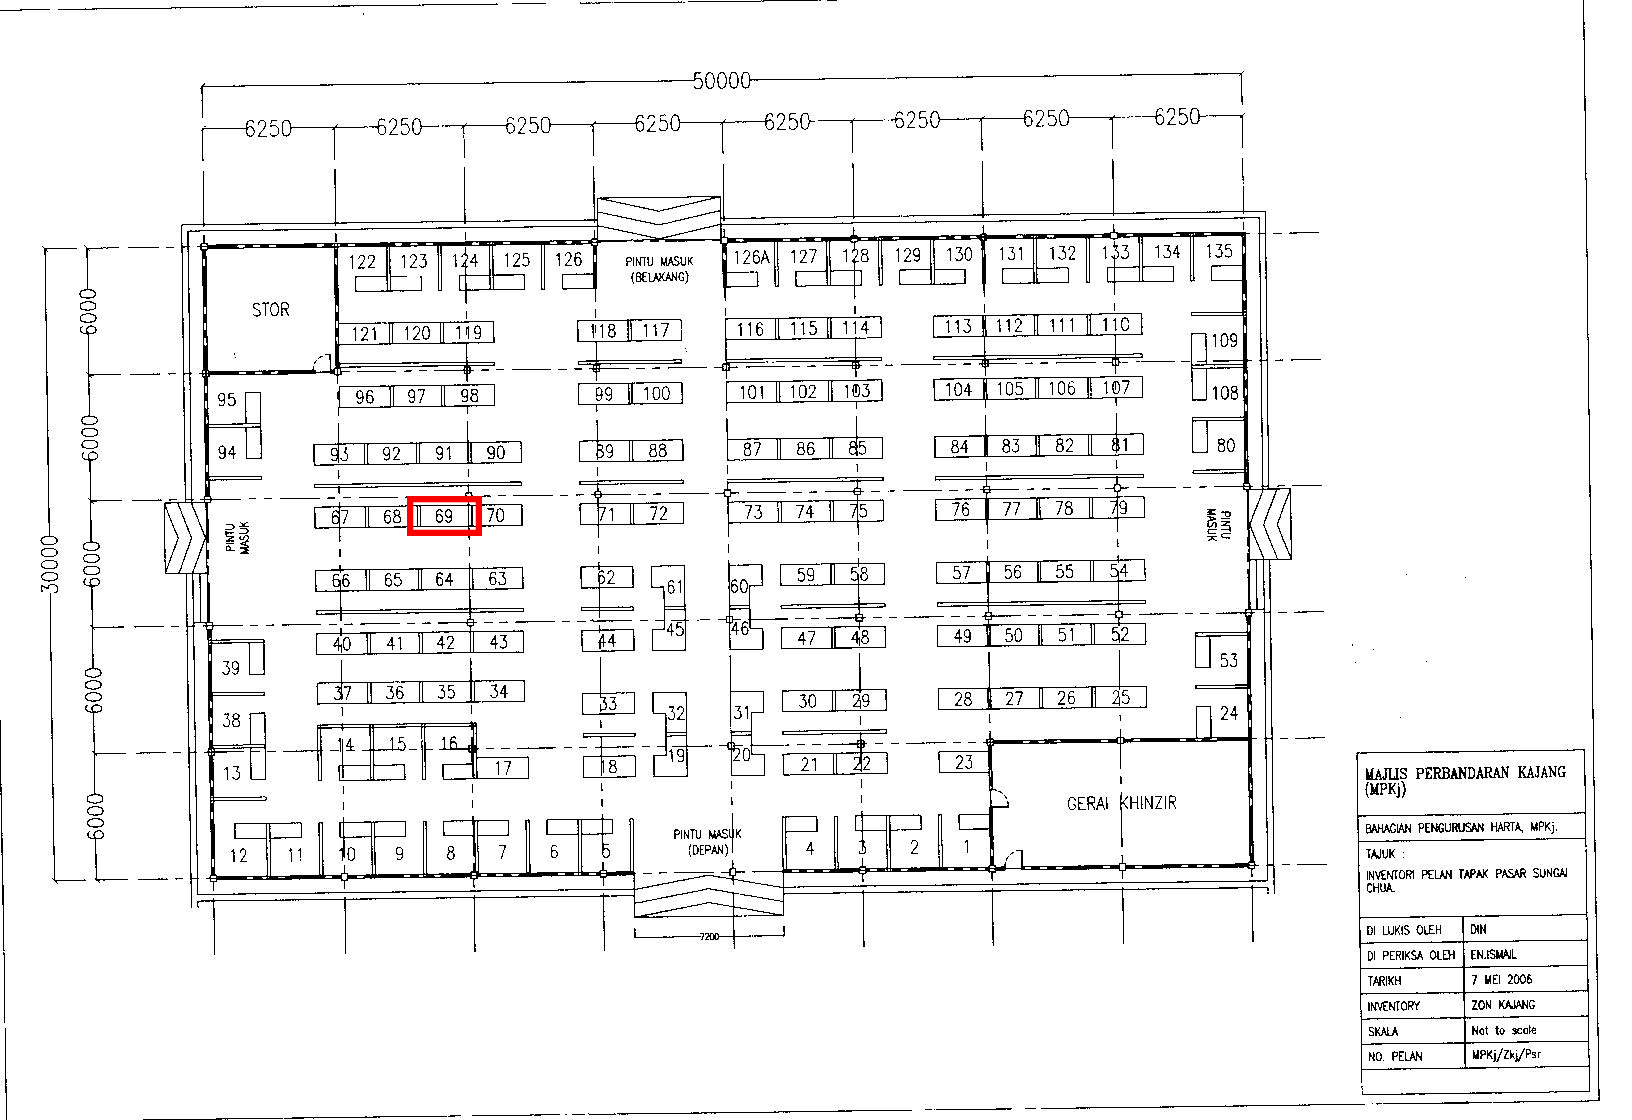 50000
6250 6250 6250 6250 6250 6250 6250 6250
122 123 124 125 126 PINTU MASUK 126A 127 128 129 130 131 132 133 134 135
(BELAKANG)
STOR
6000
121 120 119 118 117 116 115 114 113 112 111 110 109
95 96 97 98 99 100 101 102 103 104 105 106 107 108
6000
94 93 92 91 90 89 88 87 86 85 84 83 82 81 80
PINTU MASUK 67 68 69 70 71 72 73 74 75 76 77 78 79 PINTU MASUK
30000
6000
66 65 64 63 62 61 60 59 58 57 56 55 54
39 40 41 42 43 44 45 46 47 48 49 50 51 52 53
6000
38 37 36 35 34 33 32 31 30 29 28 27 26 25 24
13 14 15 16 17 18 19 20 21 22 23
6000
GERAI KHINZIR
PINTU MASUK
(DEPAN)
12 11 10 9 8 7 6 5 4 3 2 1
7200
MAJLIS PERBANDARAN KAJANG
(MPKj)
BAHAGIAN PENGURUSAN HARTA, MPKj.
TAJUK :
INVENTORI PELAN TAPAK PASAR SUNGAI
CHUA.
DI LUKIS OLEH DIN
DI PERIKSA OLEH EN.ISMAIL
TARIKH 7 MEI 2006
INVENTORY ZON KAJANG
SKALA Not to scale
NO. PELAN MPKj/Zkj/Psr